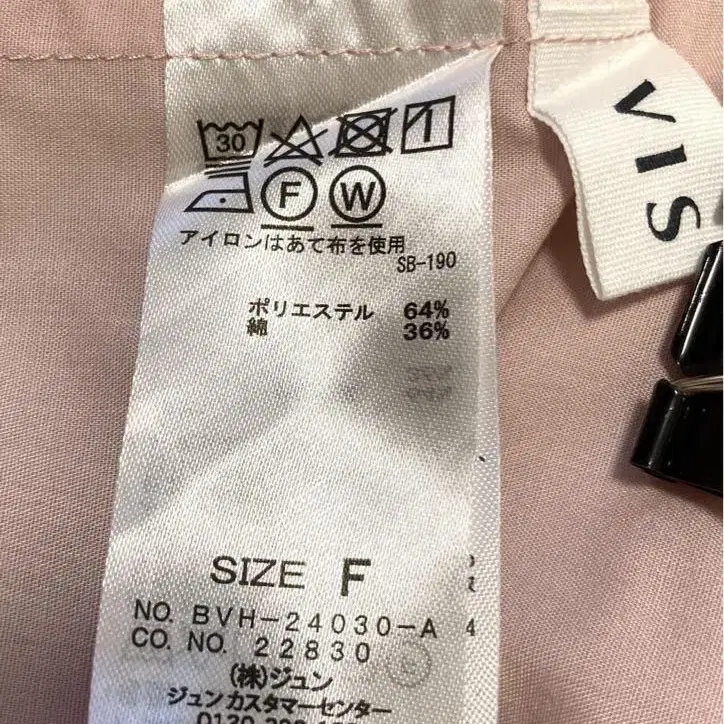 VIS
30
F W
アイロンはあて布を使用
SB-190
ポリエステル 64%
綿 36%
SIZE F
NO. BVH-24030-A 4
CO. NO. 22830
(株)ジュン
ジュンカスタマーセンター